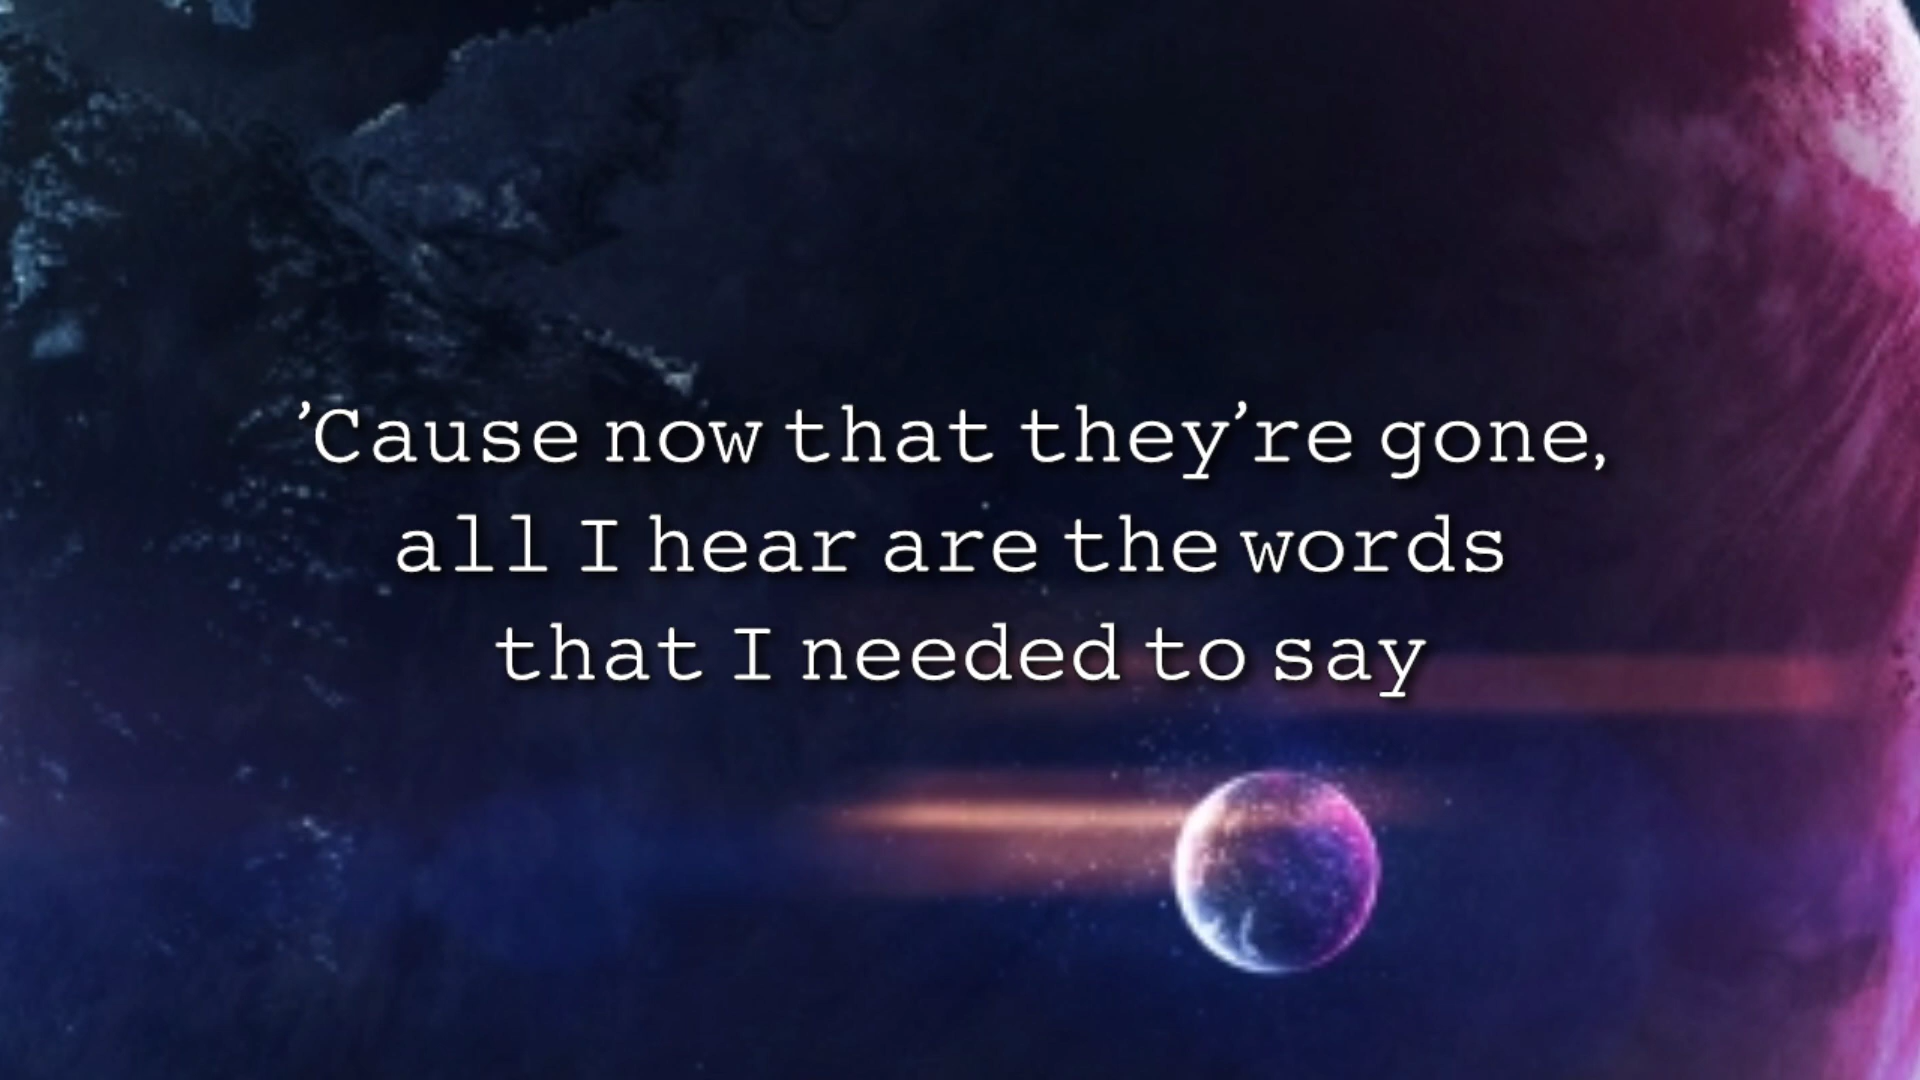 ’Cause now that they’re gone,
all I hear are the words
that I needed to say